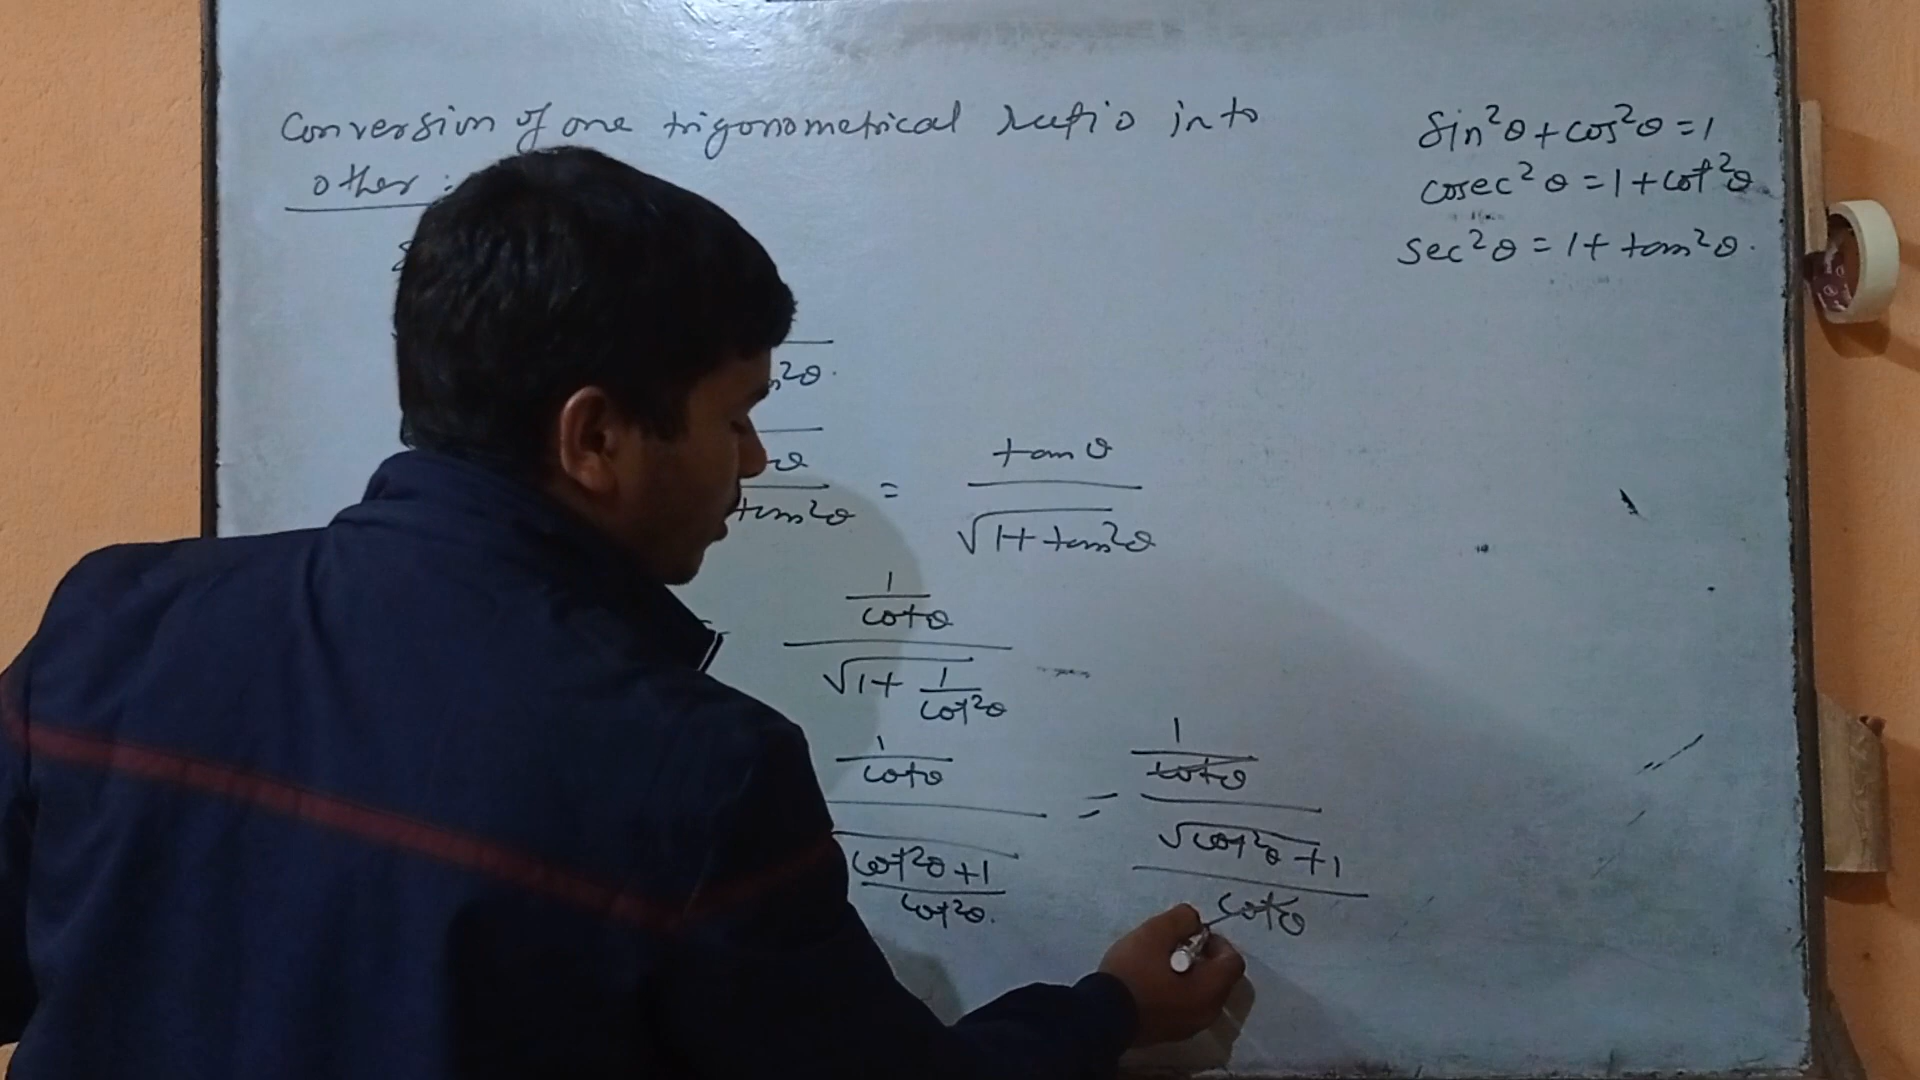 Conversion of one trigonometrical ratio into
other :
sin²θ + cos²θ = 1
cosec²θ = 1 + cot²θ
sec²θ = 1 + tan²θ.
²θ.
θ
tan²θ
= tanθ / √1+ tan²θ
1/cotθ
√1+ 1/cot²θ
1/cotθ
cot²θ +1 / cot²θ.
= 1/cotθ
√cot²θ +1
cotθ